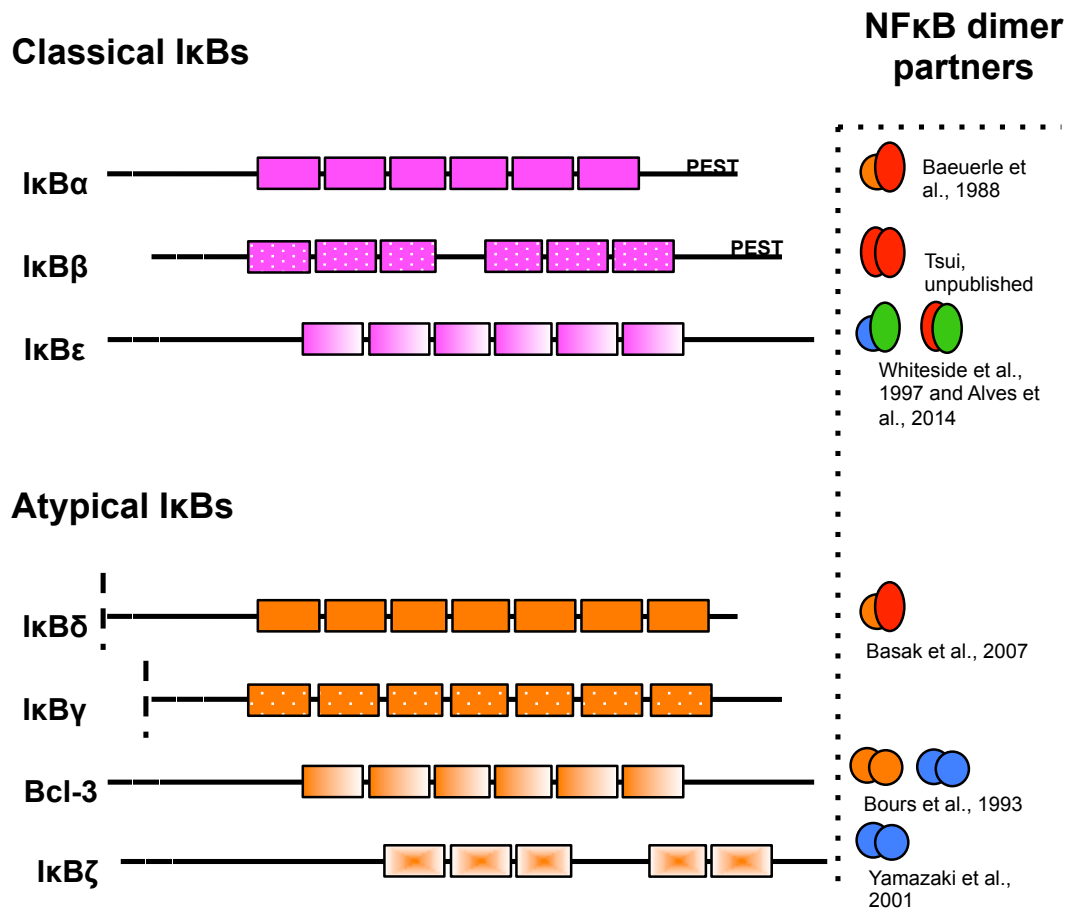 Classical IκBs
NFκB dimer
partners
IκBα
PEST
Baeuerle et
al., 1988
IκBβ
PEST
Tsui,
unpublished
IκBε
Whiteside et al.,
1997 and Alves et
al., 2014
Atypical IκBs
IκBδ
Basak et al., 2007
IκBγ
Bcl-3
Bours et al., 1993
IκBζ
Yamazaki et al.,
2001